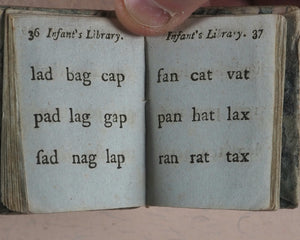 36 Infant's Library.
lad bag cap
pad lag gap
ſad nag lap
Infant's Library. 37
fan cat vat
pan hat lax
ran rat tax